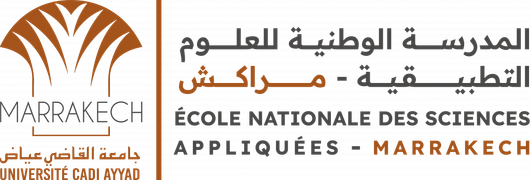 MARRAKECH
جامعة القاضي عياض
UNIVERSITÉ CADI AYYAD
المدرسة الوطنية للعلوم
التطبيقية - مراكش
ÉCOLE NATIONALE DES SCIENCES
APPLIQUÉES - MARRAKECH